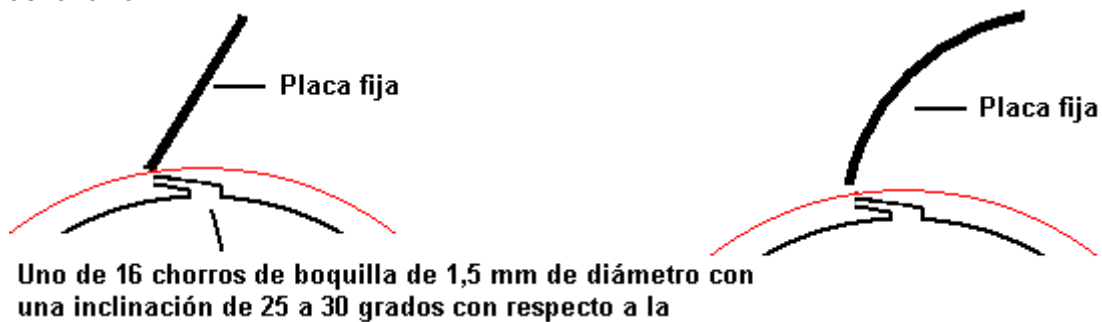 Placa fija
Placa fija
Uno de 16 chorros de boquilla de 1,5 mm de diámetro con
una inclinación de 25 a 30 grados con respecto a la